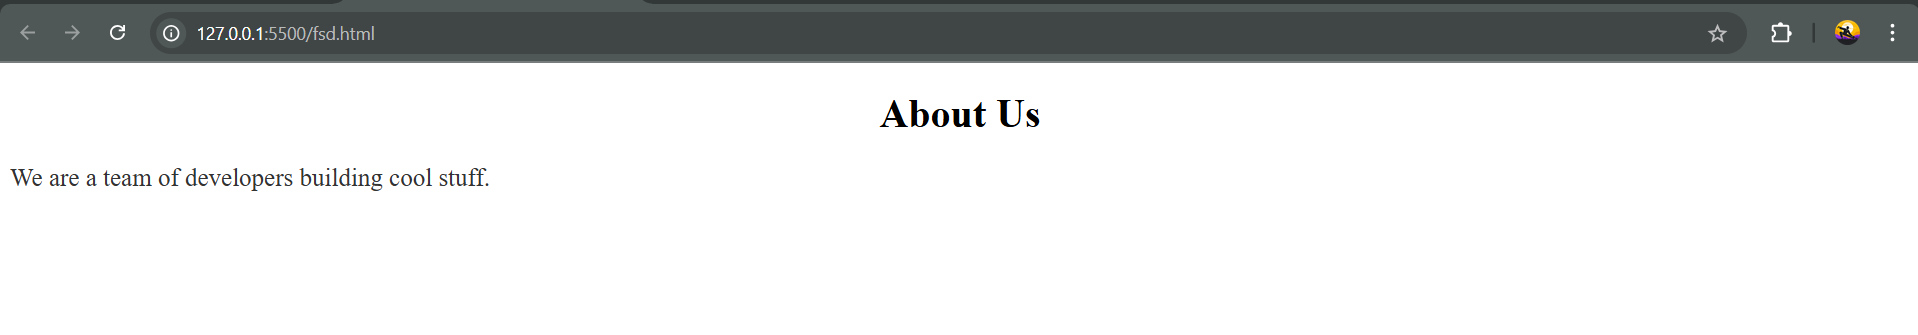 127.0.0.1:5500/fsd.html
About Us
We are a team of developers building cool stuff.